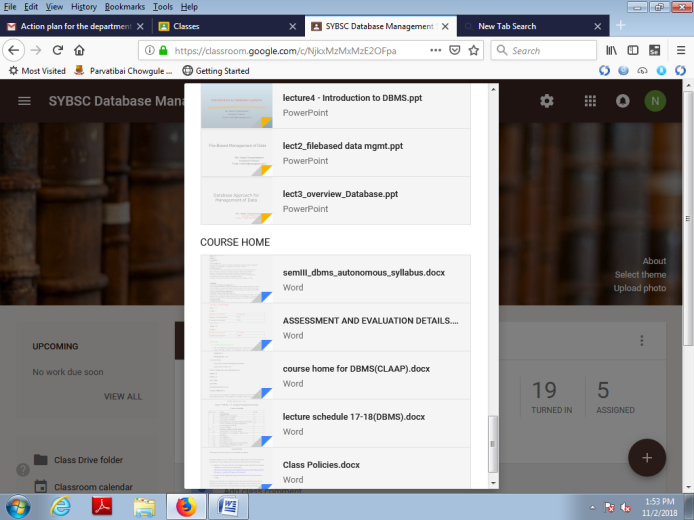 File Edit View History Bookmarks Tools Help
Action plan for the department
Classes
SYBSC Database Management
New Tab Search
https://classroom.google.com/c/NjkxMzMxMzE2OFpa
Search
Most Visited
Parvatibai Chowgule ...
Getting Started
SYBSC Database Mana
N
lecture4 - Introduction to DBMS.ppt
PowerPoint
lect2_filebased data mgmt.ppt
PowerPoint
lect3_overview_Database.ppt
PowerPoint
COURSE HOME
semIII_dbms_autonomous_syllabus.docx
Word
ASSESSMENT AND EVALUATION DETAILS....
Word
course home for DBMS(CLAAP).docx
Word
lecture schedule 17-18(DBMS).docx
Word
Class Policies.docx
Word
About
Select theme
Upload photo
UPCOMING
No work due soon
VIEW ALL
19
TURNED IN
5
ASSIGNED
Class Drive folder
Classroom calendar
Add class comment
1:53 PM
11/2/2018